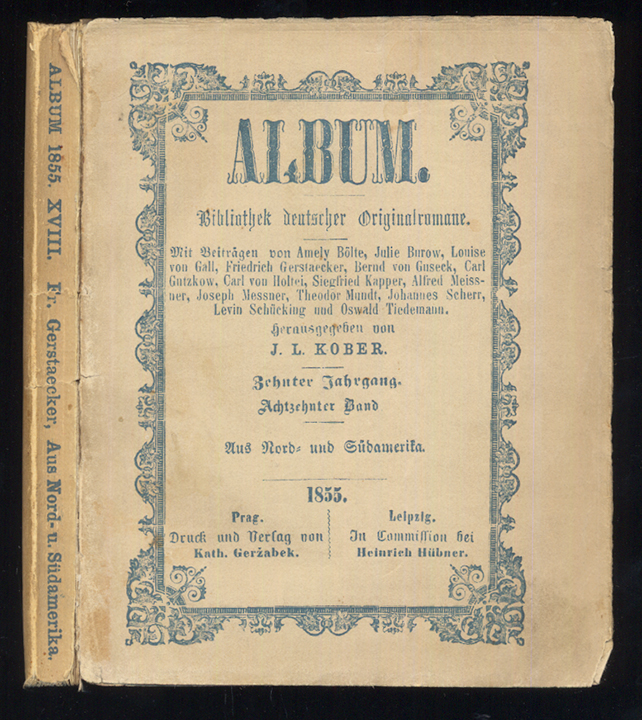 ALBUM 1855. XVIII. Fr. Gerstaecker, Aus Nord- u. Südamerika.
ALBUM.
Bibliothek deutscher Originalromane.
Mit Beiträgen von Amely Bölte, Julie Burow, Louise
von Gall, Friedrich Gerstaecker, Bernd von Guseck, Carl
Gutzkow, Carl von Holtei, Siegfried Kapper, Alfred Meiss-
ner, Joseph Messner, Theodor Mundt, Johannes Scherr,
Levin Schücking und Oswald Tiedemann.
Herausgegeben von
J. L. KOBER.
Zehnter Jahrgang.
Achtzehnter Band
Aus Nord- und Südamerika.
1855.
Prag.
Druck und Verlag von
Kath. Geržabek.
Leipzig.
In Commission bei
Heinrich Hübner.